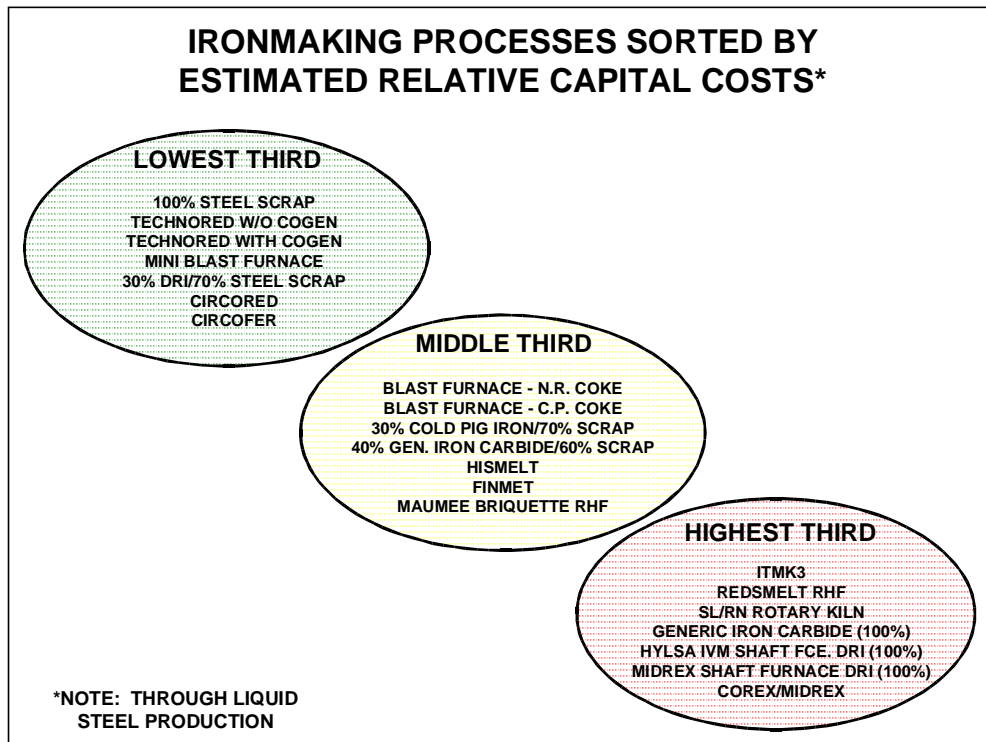 IRONMAKING PROCESSES SORTED BY
ESTIMATED RELATIVE CAPITAL COSTS*
LOWEST THIRD
100% STEEL SCRAP
TECHNORED W/O COGEN
TECHNORED WITH COGEN
MINI BLAST FURNACE
30% DRI/70% STEEL SCRAP
CIRCORED
CIRCOFER
MIDDLE THIRD
BLAST FURNACE - N.R. COKE
BLAST FURNACE - C.P. COKE
30% COLD PIG IRON/70% SCRAP
40% GEN. IRON CARBIDE/60% SCRAP
HISMELT
FINMET
MAUMEE BRIQUETTE RHF
HIGHEST THIRD
ITMK3
REDSMELT RHF
SL/RN ROTARY KILN
GENERIC IRON CARBIDE (100%)
HYLSA IVM SHAFT FCE. DRI (100%)
MIDREX SHAFT FURNACE DRI (100%)
COREX/MIDREX
*NOTE: THROUGH LIQUID
STEEL PRODUCTION